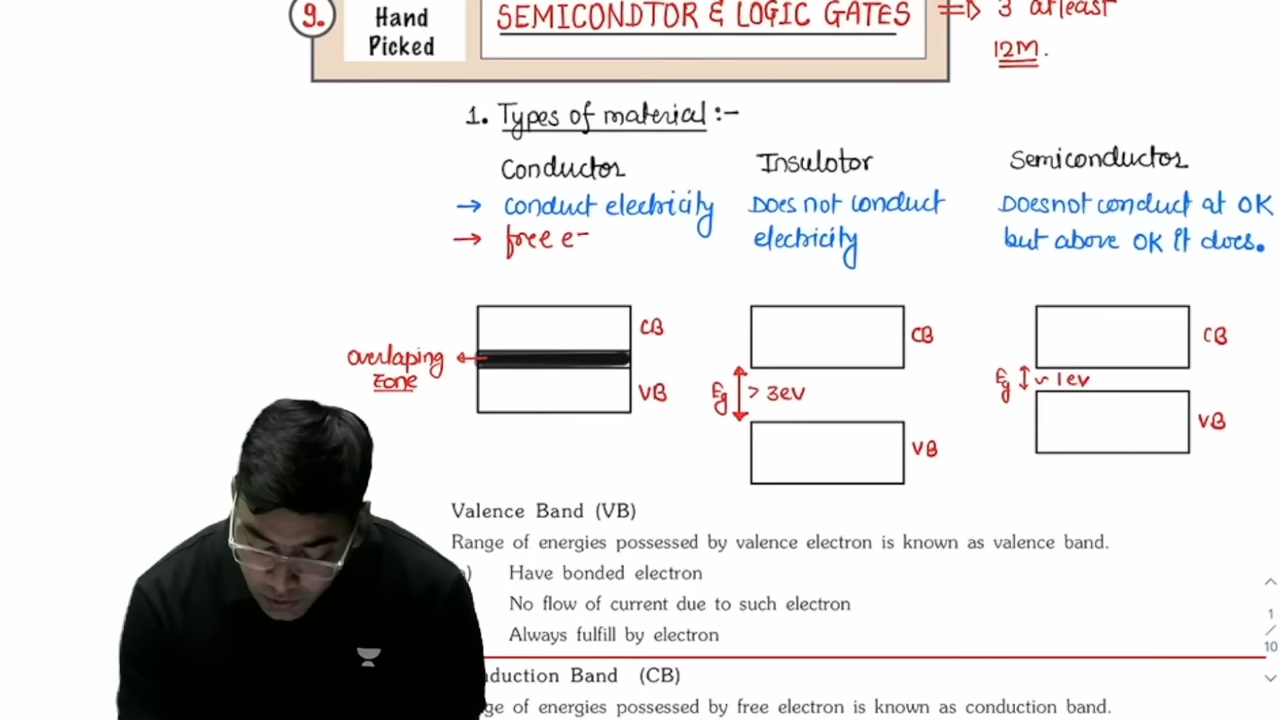 9.
Hand
Picked
SEMICONDTOR & LOGIC GATES
⇒ 3 atleast
12M.
1. Types of material :-
Conductor
Insulotor
Semiconductor
→ conduct electricity
→ free e-
Does not conduct
electricity
Doesnot conduct at 0K
but above 0K it does.
CB
VB
overlaping
zone
CB
Eg > 3ev
VB
CB
Eg ~ 1ev
VB
Valence Band (VB)
Range of energies possessed by valence electron is known as valence band.
Have bonded electron
No flow of current due to such electron
Always fulfill by electron
nduction Band (CB)
ge of energies possessed by free electron is known as conduction band.
1
/
10